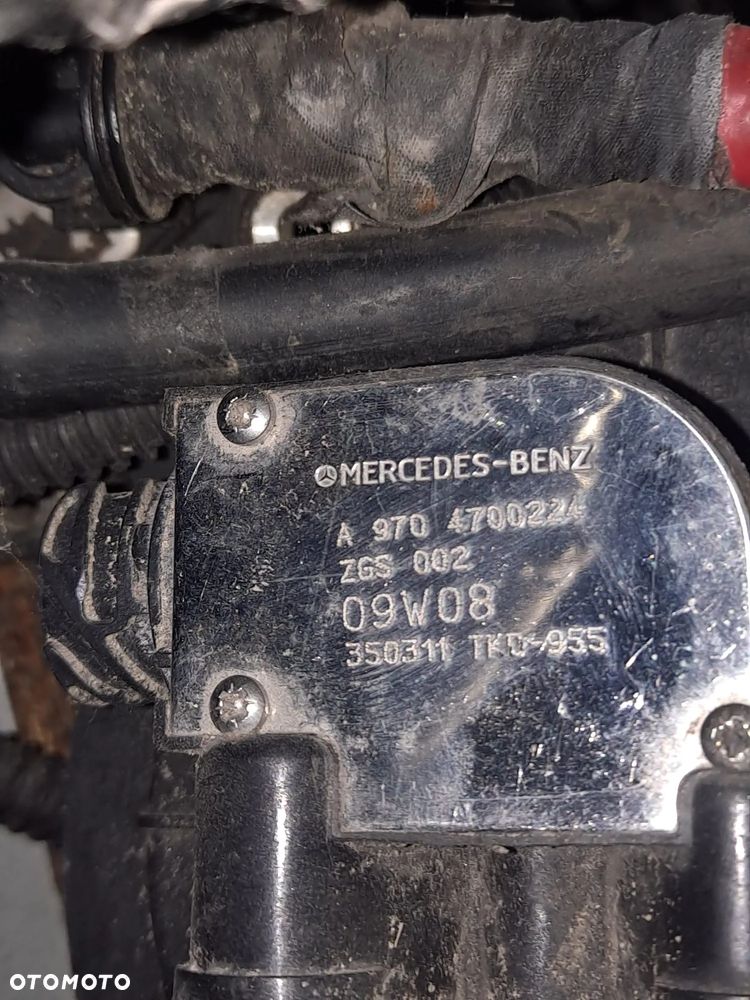 MERCEDES-BENZ
A 970 4700224
ZGS 002
09W08
350311 TKD-955
OTOMOTO